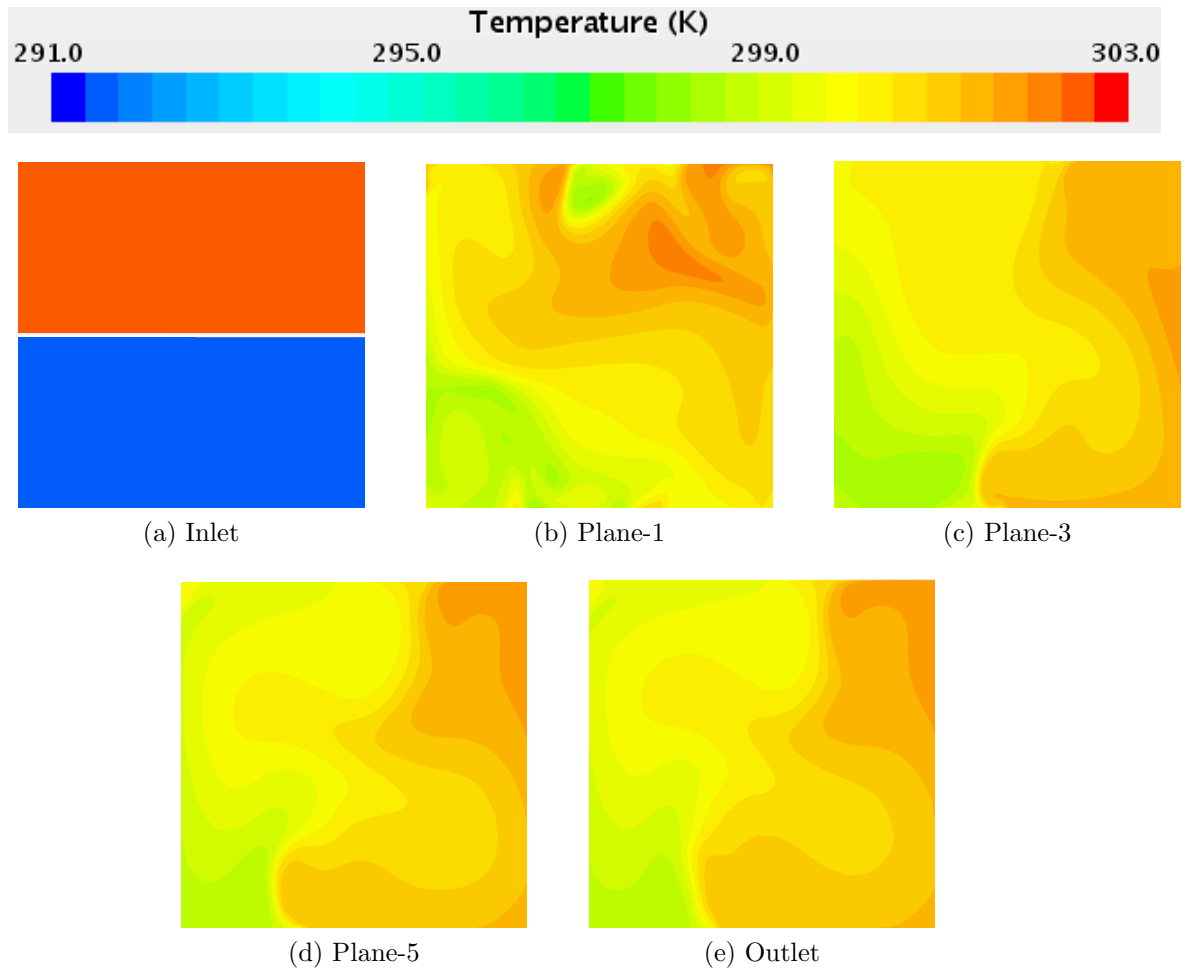 Temperature (K)
291.0 295.0 299.0 303.0
(a) Inlet (b) Plane-1 (c) Plane-3
(d) Plane-5 (e) Outlet